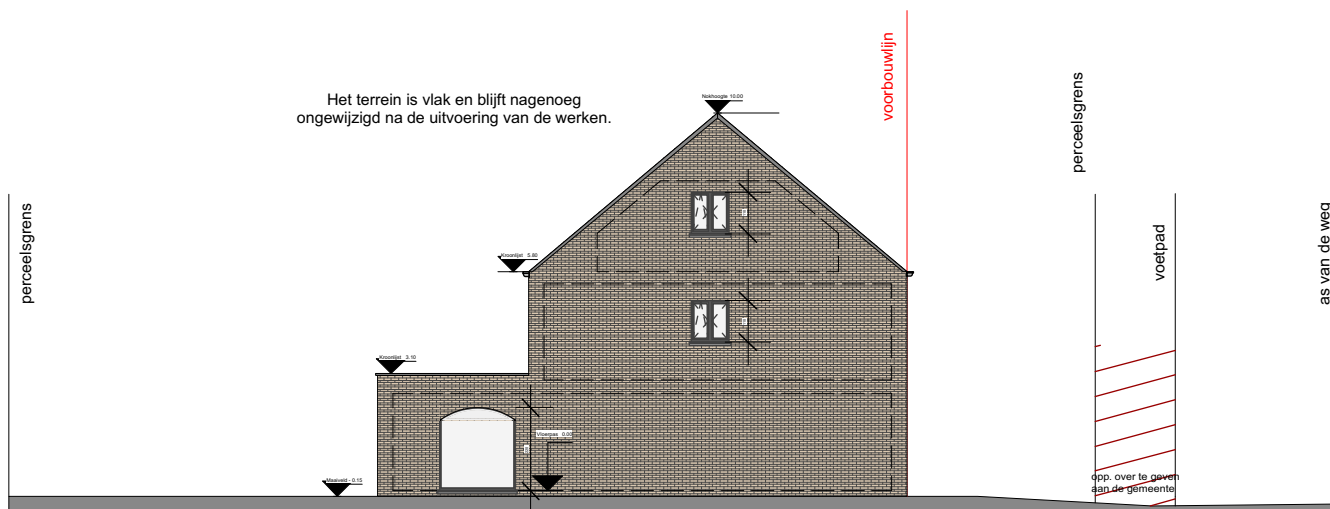 Het terrein is vlak en blijft nagenoeg
ongewijzigd na de uitvoering van de werken.
Nokhoogte 10.00
voorbouwlijn
perceelsgrens
perceelsgrens
voetpad
as van de weg
Kroonlijst 5.80
Kroonlijst 3.10
Vloerpas 0.00
Maaiveld - 0.15
opp. over te geven
aan de gemeente